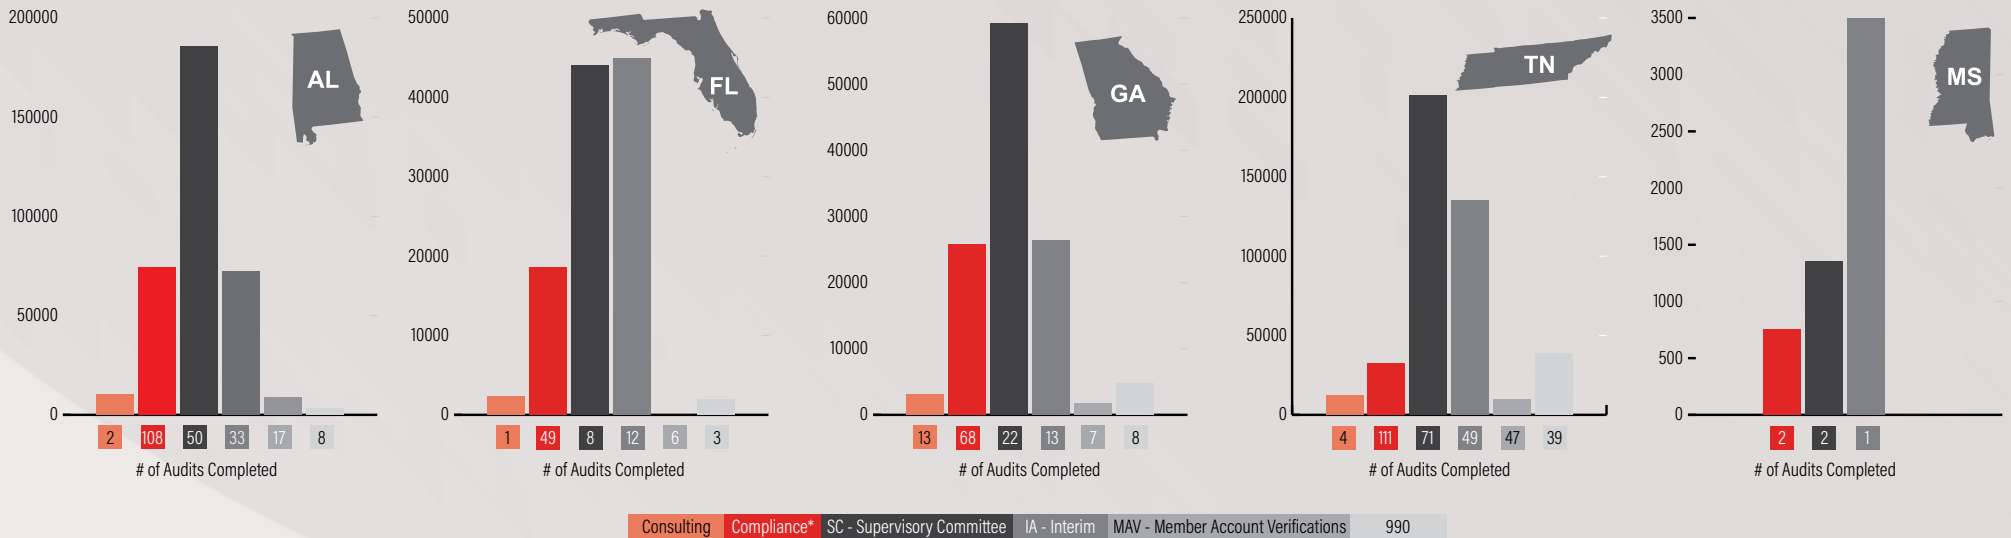 200000
150000
100000
50000
0
AL
2 108 50 33 17 8
# of Audits Completed
50000
40000
30000
20000
10000
0
FL
1 49 8 12 6 3
# of Audits Completed
60000
50000
40000
30000
20000
10000
0
GA
13 68 22 13 7 8
# of Audits Completed
250000
200000
150000
100000
50000
0
TN
4 111 71 49 47 39
# of Audits Completed
3500
3000
2500
2000
1500
1000
500
0
MS
2 2 1
# of Audits Completed
Consulting Compliance* SC - Supervisory Committee IA - Interim MAV - Member Account Verifications 990